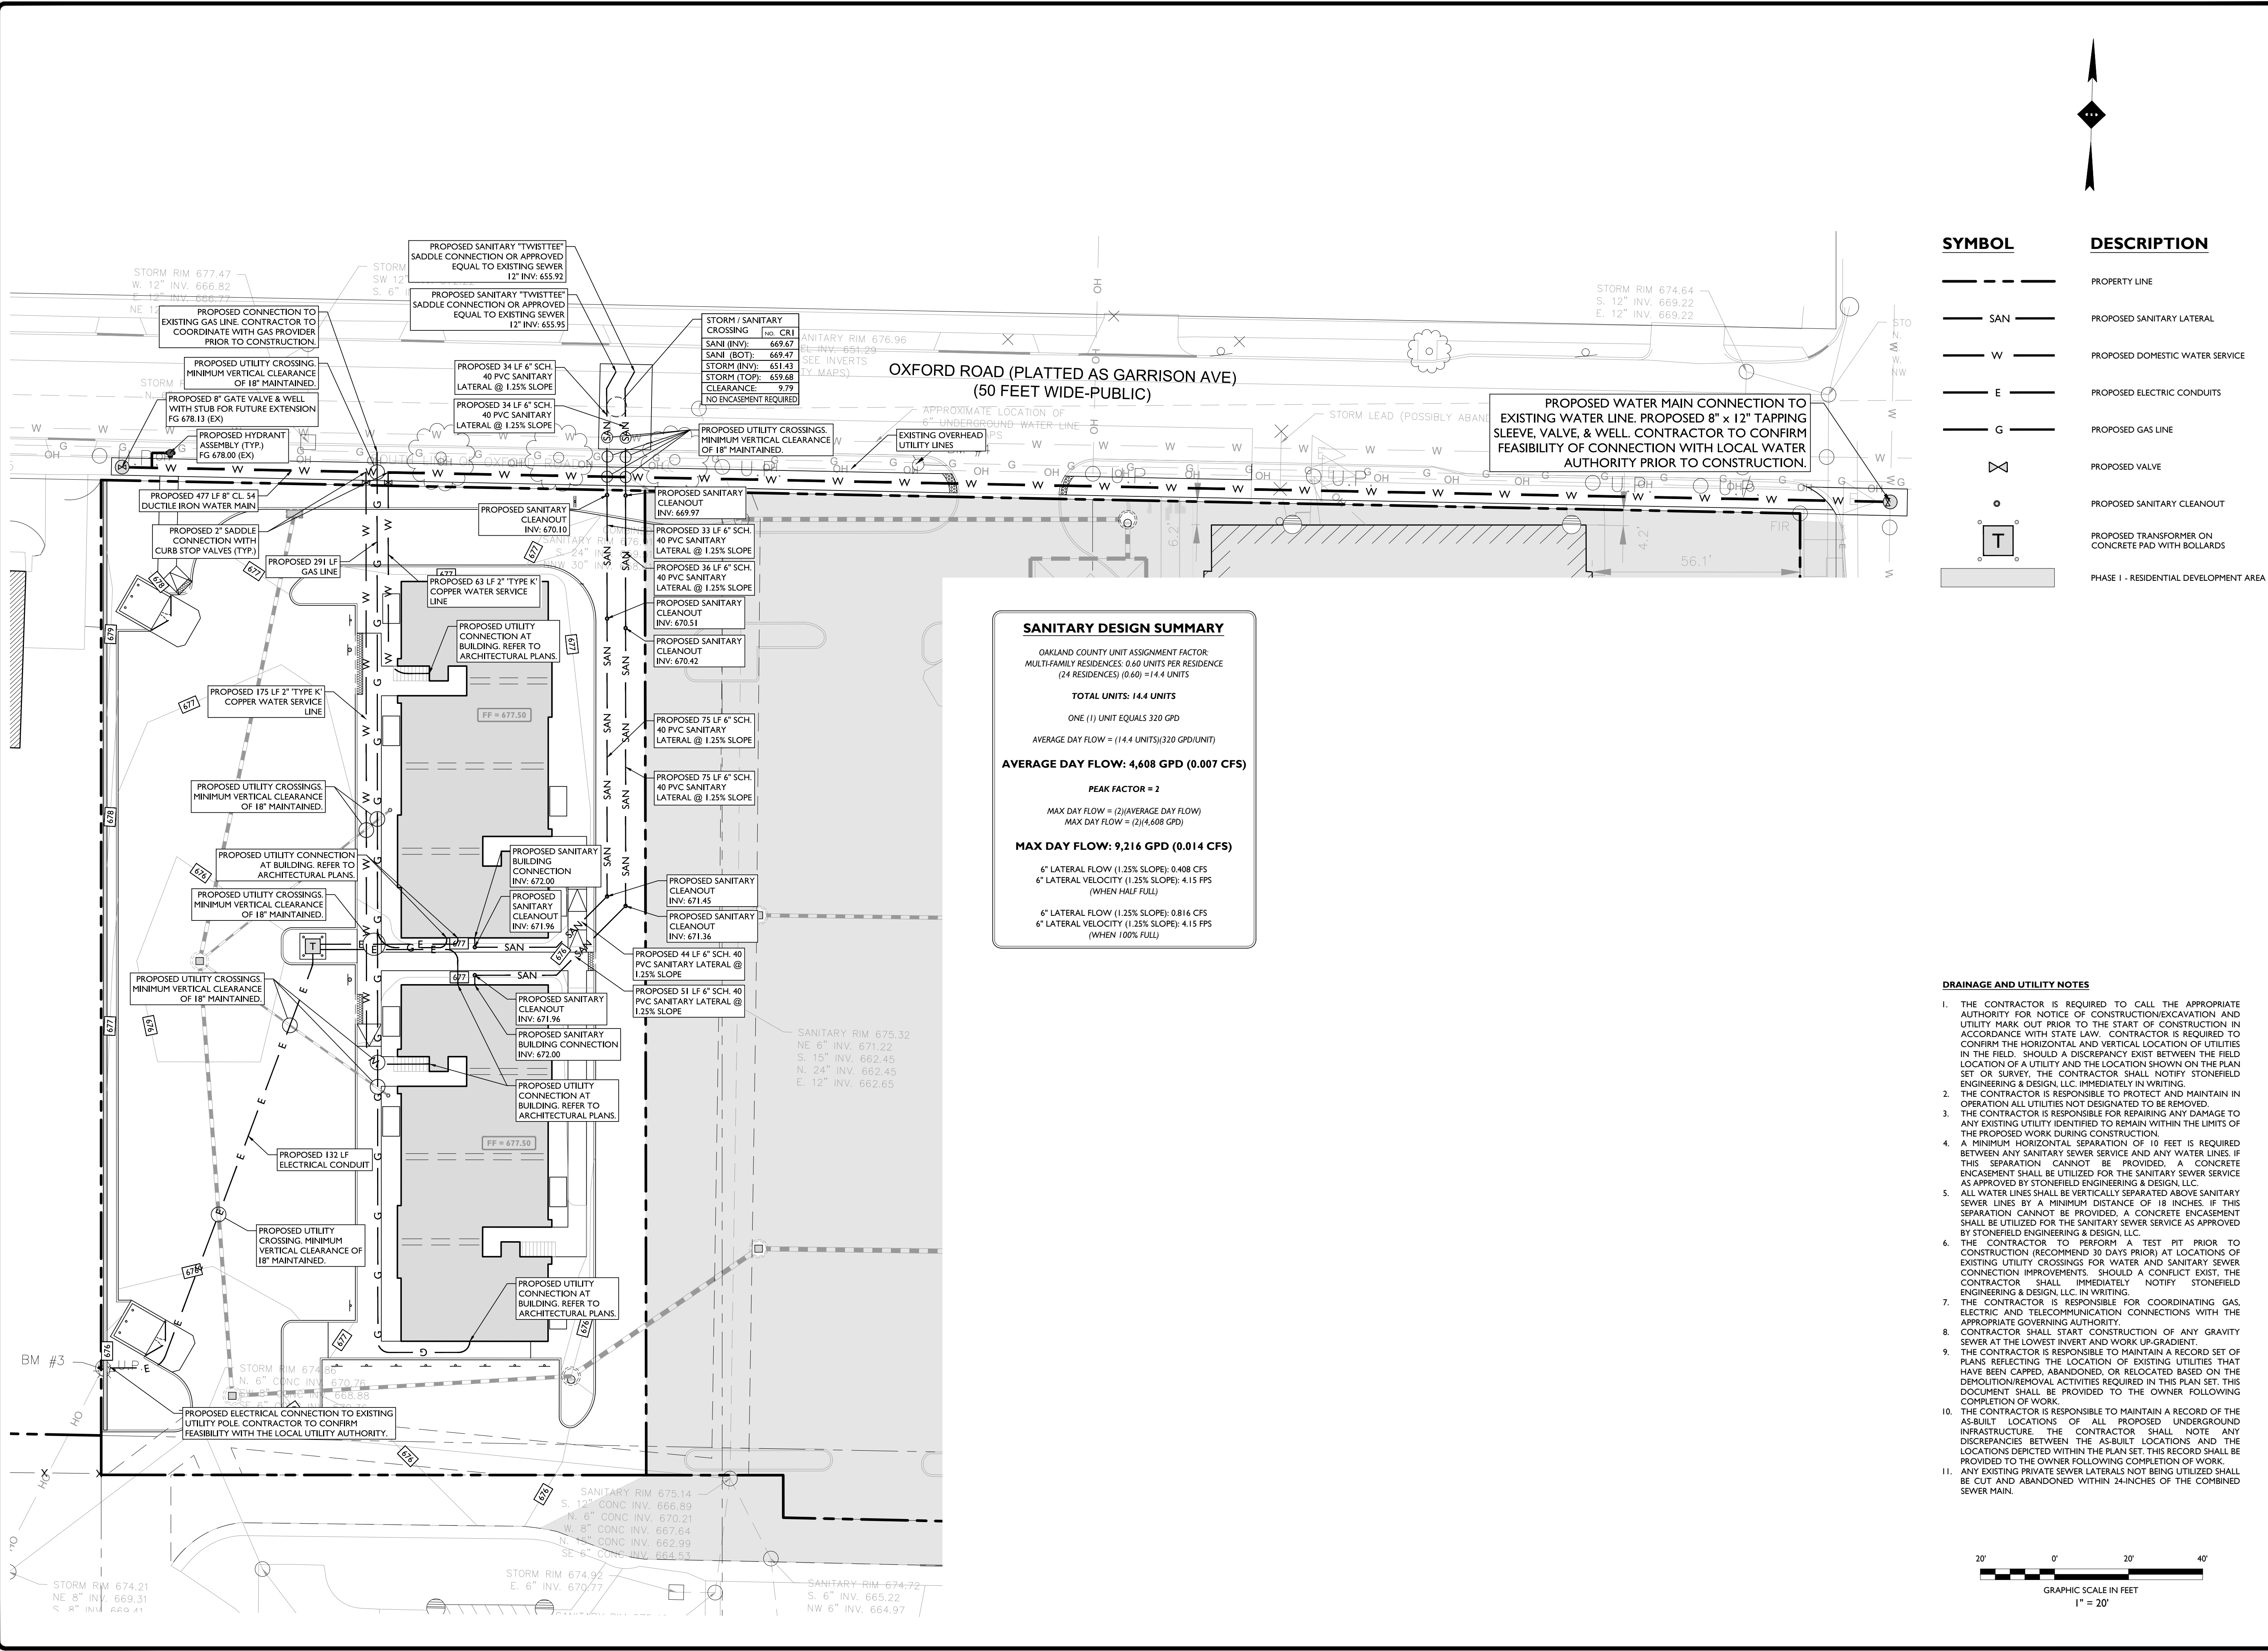 PROPOSED SANITARY "TWISTTEE"
SADDLE CONNECTION OR APPROVED
EQUAL TO EXISTING SEWER
12" INV: 655.92
PROPOSED SANITARY "TWISTTEE"
SADDLE CONNECTION OR APPROVED
EQUAL TO EXISTING SEWER
12" INV: 655.95
STORM RIM 677.47
W. 12" INV. 666.82
E. 12" INV. 666.77
NE 12
PROPOSED CONNECTION TO
EXISTING GAS LINE. CONTRACTOR TO
COORDINATE WITH GAS PROVIDER
PRIOR TO CONSTRUCTION.
PROPOSED UTILITY CROSSING.
MINIMUM VERTICAL CLEARANCE
OF 18" MAINTAINED.
PROPOSED 8" GATE VALVE & WELL
WITH STUB FOR FUTURE EXTENSION
FG 678.13 (EX)
PROPOSED HYDRANT
ASSEMBLY (TYP.)
FG 678.00 (EX)
PROPOSED 34 LF 6" SCH.
40 PVC SANITARY
LATERAL @ 1.25% SLOPE
PROPOSED 34 LF 6" SCH.
40 PVC SANITARY
LATERAL @ 1.25% SLOPE
STORM / SANITARY
CROSSING NO. CR1
SANI (INV): 669.67
SANI (BOT): 669.47
STORM (INV): 651.43
STORM (TOP): 659.68
CLEARANCE: 9.79
NO ENCASEMENT REQUIRED
OXFORD ROAD (PLATTED AS GARRISON AVE)
(50 FEET WIDE-PUBLIC)
APPROXIMATE LOCATION OF
6" UNDERGROUND WATER LINE
STORM LEAD (POSSIBLY ABAN
STORM RIM 674.64
S. 12" INV. 669.22
E. 12" INV. 669.22
PROPOSED UTILITY CROSSINGS.
MINIMUM VERTICAL CLEARANCE
OF 18" MAINTAINED.
EXISTING OVERHEAD
UTILITY LINES
PROPOSED WATER MAIN CONNECTION TO
EXISTING WATER LINE. PROPOSED 8" x 12" TAPPING
SLEEVE, VALVE, & WELL. CONTRACTOR TO CONFIRM
FEASIBILITY OF CONNECTION WITH LOCAL WATER
AUTHORITY PRIOR TO CONSTRUCTION.
PROPOSED 477 LF 8" CL. 54
DUCTILE IRON WATER MAIN
PROPOSED 2" SADDLE
CONNECTION WITH
CURB STOP VALVES (TYP.)
PROPOSED 291 LF
GAS LINE
PROPOSED SANITARY
CLEANOUT
INV: 670.10
PROPOSED SANITARY
CLEANOUT
INV: 669.97
PROPOSED 33 LF 6" SCH.
40 PVC SANITARY
LATERAL @ 1.25% SLOPE
PROPOSED 36 LF 6" SCH.
40 PVC SANITARY
LATERAL @ 1.25% SLOPE
PROPOSED SANITARY
CLEANOUT
INV: 670.51
PROPOSED SANITARY
CLEANOUT
INV: 670.42
PROPOSED 63 LF 2" 'TYPE K'
COPPER WATER SERVICE
LINE
PROPOSED UTILITY
CONNECTION AT
BUILDING. REFER TO
ARCHITECTURAL PLANS.
PROPOSED 175 LF 2" 'TYPE K'
COPPER WATER SERVICE
LINE
FF = 677.50
PROPOSED 75 LF 6" SCH.
40 PVC SANITARY
LATERAL @ 1.25% SLOPE
PROPOSED 75 LF 6" SCH.
40 PVC SANITARY
LATERAL @ 1.25% SLOPE
PROPOSED UTILITY CROSSINGS.
MINIMUM VERTICAL CLEARANCE
OF 18" MAINTAINED.
PROPOSED UTILITY CONNECTION
AT BUILDING. REFER TO
ARCHITECTURAL PLANS.
PROPOSED UTILITY CROSSINGS.
MINIMUM VERTICAL CLEARANCE
OF 18" MAINTAINED.
PROPOSED SANITARY
BUILDING
CONNECTION
INV: 672.00
PROPOSED
SANITARY
CLEANOUT
INV: 671.96
PROPOSED SANITARY
CLEANOUT
INV: 671.45
PROPOSED SANITARY
CLEANOUT
INV: 671.36
PROPOSED 44 LF 6" SCH. 40
PVC SANITARY LATERAL @
1.25% SLOPE
PROPOSED 51 LF 6" SCH. 40
PVC SANITARY LATERAL @
1.25% SLOPE
PROPOSED UTILITY CROSSINGS.
MINIMUM VERTICAL CLEARANCE
OF 18" MAINTAINED.
PROPOSED SANITARY
CLEANOUT
INV: 671.96
PROPOSED SANITARY
BUILDING CONNECTION
INV: 672.00
PROPOSED UTILITY
CONNECTION AT
BUILDING. REFER TO
ARCHITECTURAL PLANS.
SANITARY RIM 675.32
NE 6" INV. 671.22
S. 15" INV. 662.45
N. 24" INV. 662.45
E. 12" INV. 662.65
FF = 677.50
PROPOSED 132 LF
ELECTRICAL CONDUIT
PROPOSED UTILITY
CROSSING. MINIMUM
VERTICAL CLEARANCE OF
18" MAINTAINED.
PROPOSED UTILITY
CONNECTION AT
BUILDING. REFER TO
ARCHITECTURAL PLANS.
BM #3
STORM RIM 674.86
N. 6" CONC INV. 670.76
PROPOSED ELECTRICAL CONNECTION TO EXISTING
UTILITY POLE. CONTRACTOR TO CONFIRM
FEASIBILITY WITH THE LOCAL UTILITY AUTHORITY.
SANITARY RIM 675.14
S. 12" CONC INV. 666.89
N. 6" CONC INV. 670.21
W. 8" CONC INV. 667.64
N. 15" CONC INV. 662.99
SE 6" CONC INV. 664.53
STORM RIM 674.92
E. 6" INV. 670.77
SANITARY RIM 674.72
S. 6" INV. 665.22
NW 6" INV. 664.97
STORM RIM 674.21
NE 8" INV. 669.31
S. 8" INV. 669.41
56.1'
4.2'
6.2'
FIR
SANITARY DESIGN SUMMARY
OAKLAND COUNTY UNIT ASSIGNMENT FACTOR:
MULTI-FAMILY RESIDENCES: 0.60 UNITS PER RESIDENCE
(24 RESIDENCES) (0.60) =14.4 UNITS
TOTAL UNITS: 14.4 UNITS
ONE (1) UNIT EQUALS 320 GPD
AVERAGE DAY FLOW = (14.4 UNITS)(320 GPD/UNIT)
AVERAGE DAY FLOW: 4,608 GPD (0.007 CFS)
PEAK FACTOR = 2
MAX DAY FLOW = (2)(AVERAGE DAY FLOW)
MAX DAY FLOW = (2)(4,608 GPD)
MAX DAY FLOW: 9,216 GPD (0.014 CFS)
6" LATERAL FLOW (1.25% SLOPE): 0.408 CFS
6" LATERAL VELOCITY (1.25% SLOPE): 4.15 FPS
(WHEN HALF FULL)
6" LATERAL FLOW (1.25% SLOPE): 0.816 CFS
6" LATERAL VELOCITY (1.25% SLOPE): 4.15 FPS
(WHEN 100% FULL)
SYMBOL DESCRIPTION
PROPERTY LINE
SAN PROPOSED SANITARY LATERAL
W PROPOSED DOMESTIC WATER SERVICE
E PROPOSED ELECTRIC CONDUITS
G PROPOSED GAS LINE
PROPOSED VALVE
PROPOSED SANITARY CLEANOUT
T PROPOSED TRANSFORMER ON
CONCRETE PAD WITH BOLLARDS
PHASE 1 - RESIDENTIAL DEVELOPMENT AREA
DRAINAGE AND UTILITY NOTES
1. THE CONTRACTOR IS REQUIRED TO CALL THE APPROPRIATE
AUTHORITY FOR NOTICE OF CONSTRUCTION/EXCAVATION AND
UTILITY MARK OUT PRIOR TO THE START OF CONSTRUCTION IN
ACCORDANCE WITH STATE LAW. CONTRACTOR IS REQUIRED TO
CONFIRM THE HORIZONTAL AND VERTICAL LOCATION OF UTILITIES
IN THE FIELD. SHOULD A DISCREPANCY EXIST BETWEEN THE FIELD
LOCATION OF A UTILITY AND THE LOCATION SHOWN ON THE PLAN
SET OR SURVEY, THE CONTRACTOR SHALL NOTIFY STONEFIELD
ENGINEERING & DESIGN, LLC. IMMEDIATELY IN WRITING.
2. THE CONTRACTOR IS RESPONSIBLE TO PROTECT AND MAINTAIN IN
OPERATION ALL UTILITIES NOT DESIGNATED TO BE REMOVED.
3. THE CONTRACTOR IS RESPONSIBLE FOR REPAIRING ANY DAMAGE TO
ANY EXISTING UTILITY IDENTIFIED TO REMAIN WITHIN THE LIMITS OF
THE PROPOSED WORK DURING CONSTRUCTION.
4. A MINIMUM HORIZONTAL SEPARATION OF 10 FEET IS REQUIRED
BETWEEN ANY SANITARY SEWER SERVICE AND ANY WATER LINES. IF
THIS SEPARATION CANNOT BE PROVIDED, A CONCRETE
ENCASEMENT SHALL BE UTILIZED FOR THE SANITARY SEWER SERVICE
AS APPROVED BY STONEFIELD ENGINEERING & DESIGN, LLC.
5. ALL WATER LINES SHALL BE VERTICALLY SEPARATED ABOVE SANITARY
SEWER LINES BY A MINIMUM DISTANCE OF 18 INCHES. IF THIS
SEPARATION CANNOT BE PROVIDED, A CONCRETE ENCASEMENT
SHALL BE UTILIZED FOR THE SANITARY SEWER SERVICE AS APPROVED
BY STONEFIELD ENGINEERING & DESIGN, LLC.
6. THE CONTRACTOR TO PERFORM A TEST PIT PRIOR TO
CONSTRUCTION (RECOMMEND 30 DAYS PRIOR) AT LOCATIONS OF
EXISTING UTILITY CROSSINGS FOR WATER AND SANITARY SEWER
CONNECTION IMPROVEMENTS. SHOULD A CONFLICT EXIST, THE
CONTRACTOR SHALL IMMEDIATELY NOTIFY STONEFIELD
ENGINEERING & DESIGN, LLC. IN WRITING.
7. THE CONTRACTOR IS RESPONSIBLE FOR COORDINATING GAS,
ELECTRIC AND TELECOMMUNICATION CONNECTIONS WITH THE
APPROPRIATE GOVERNING AUTHORITY.
8. CONTRACTOR SHALL START CONSTRUCTION OF ANY GRAVITY
SEWER AT THE LOWEST INVERT AND WORK UP-GRADIENT.
9. THE CONTRACTOR IS RESPONSIBLE TO MAINTAIN A RECORD SET OF
PLANS REFLECTING THE LOCATION OF EXISTING UTILITIES THAT
HAVE BEEN CAPPED, ABANDONED, OR RELOCATED BASED ON THE
DEMOLITION/REMOVAL ACTIVITIES REQUIRED IN THIS PLAN SET. THIS
DOCUMENT SHALL BE PROVIDED TO THE OWNER FOLLOWING
COMPLETION OF WORK.
10. THE CONTRACTOR IS RESPONSIBLE TO MAINTAIN A RECORD OF THE
AS-BUILT LOCATIONS OF ALL PROPOSED UNDERGROUND
INFRASTRUCTURE. THE CONTRACTOR SHALL NOTE ANY
DISCREPANCIES BETWEEN THE AS-BUILT LOCATIONS AND THE
LOCATIONS DEPICTED WITHIN THE PLAN SET. THIS RECORD SHALL BE
PROVIDED TO THE OWNER FOLLOWING COMPLETION OF WORK.
11. ANY EXISTING PRIVATE SEWER LATERALS NOT BEING UTILIZED SHALL
BE CUT AND ABANDONED WITHIN 24-INCHES OF THE COMBINED
SEWER MAIN.
20' 0' 20' 40'
GRAPHIC SCALE IN FEET
1" = 20'